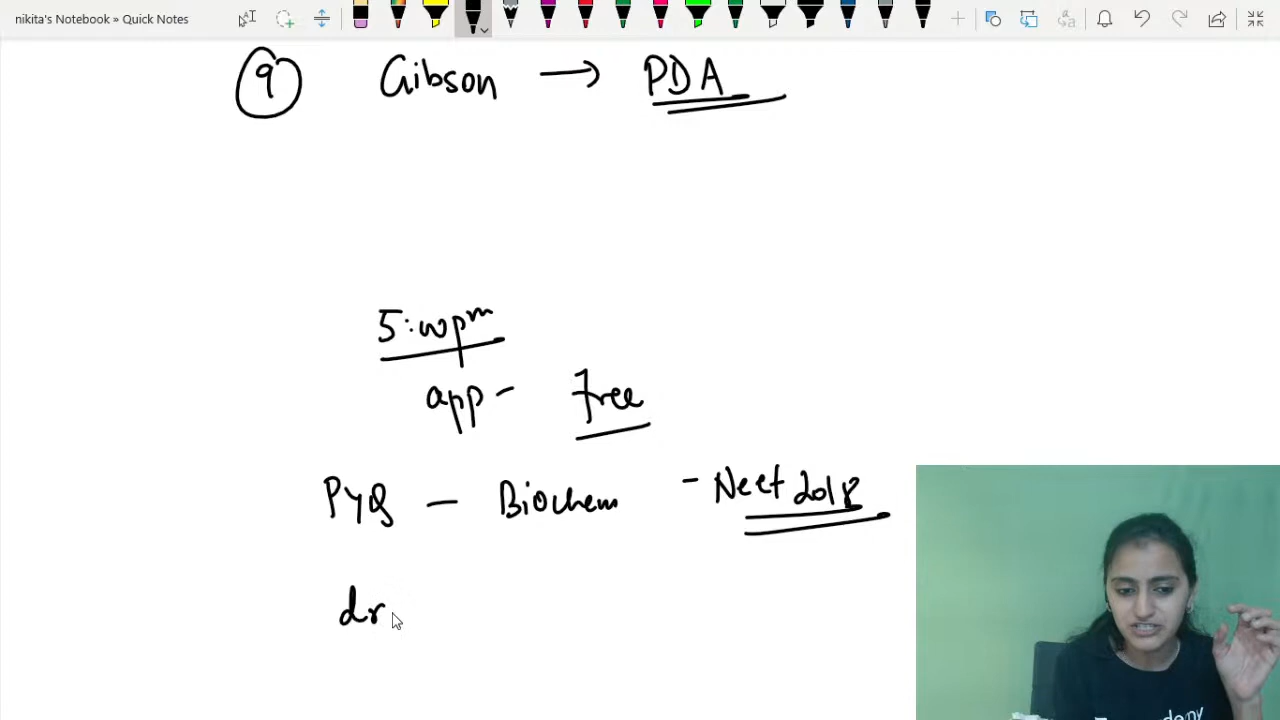 nikita's Notebook » Quick Notes
9 Gibson → PDA
5:00pm
app - free
PYQ - Biochem - Neet 2018
dr